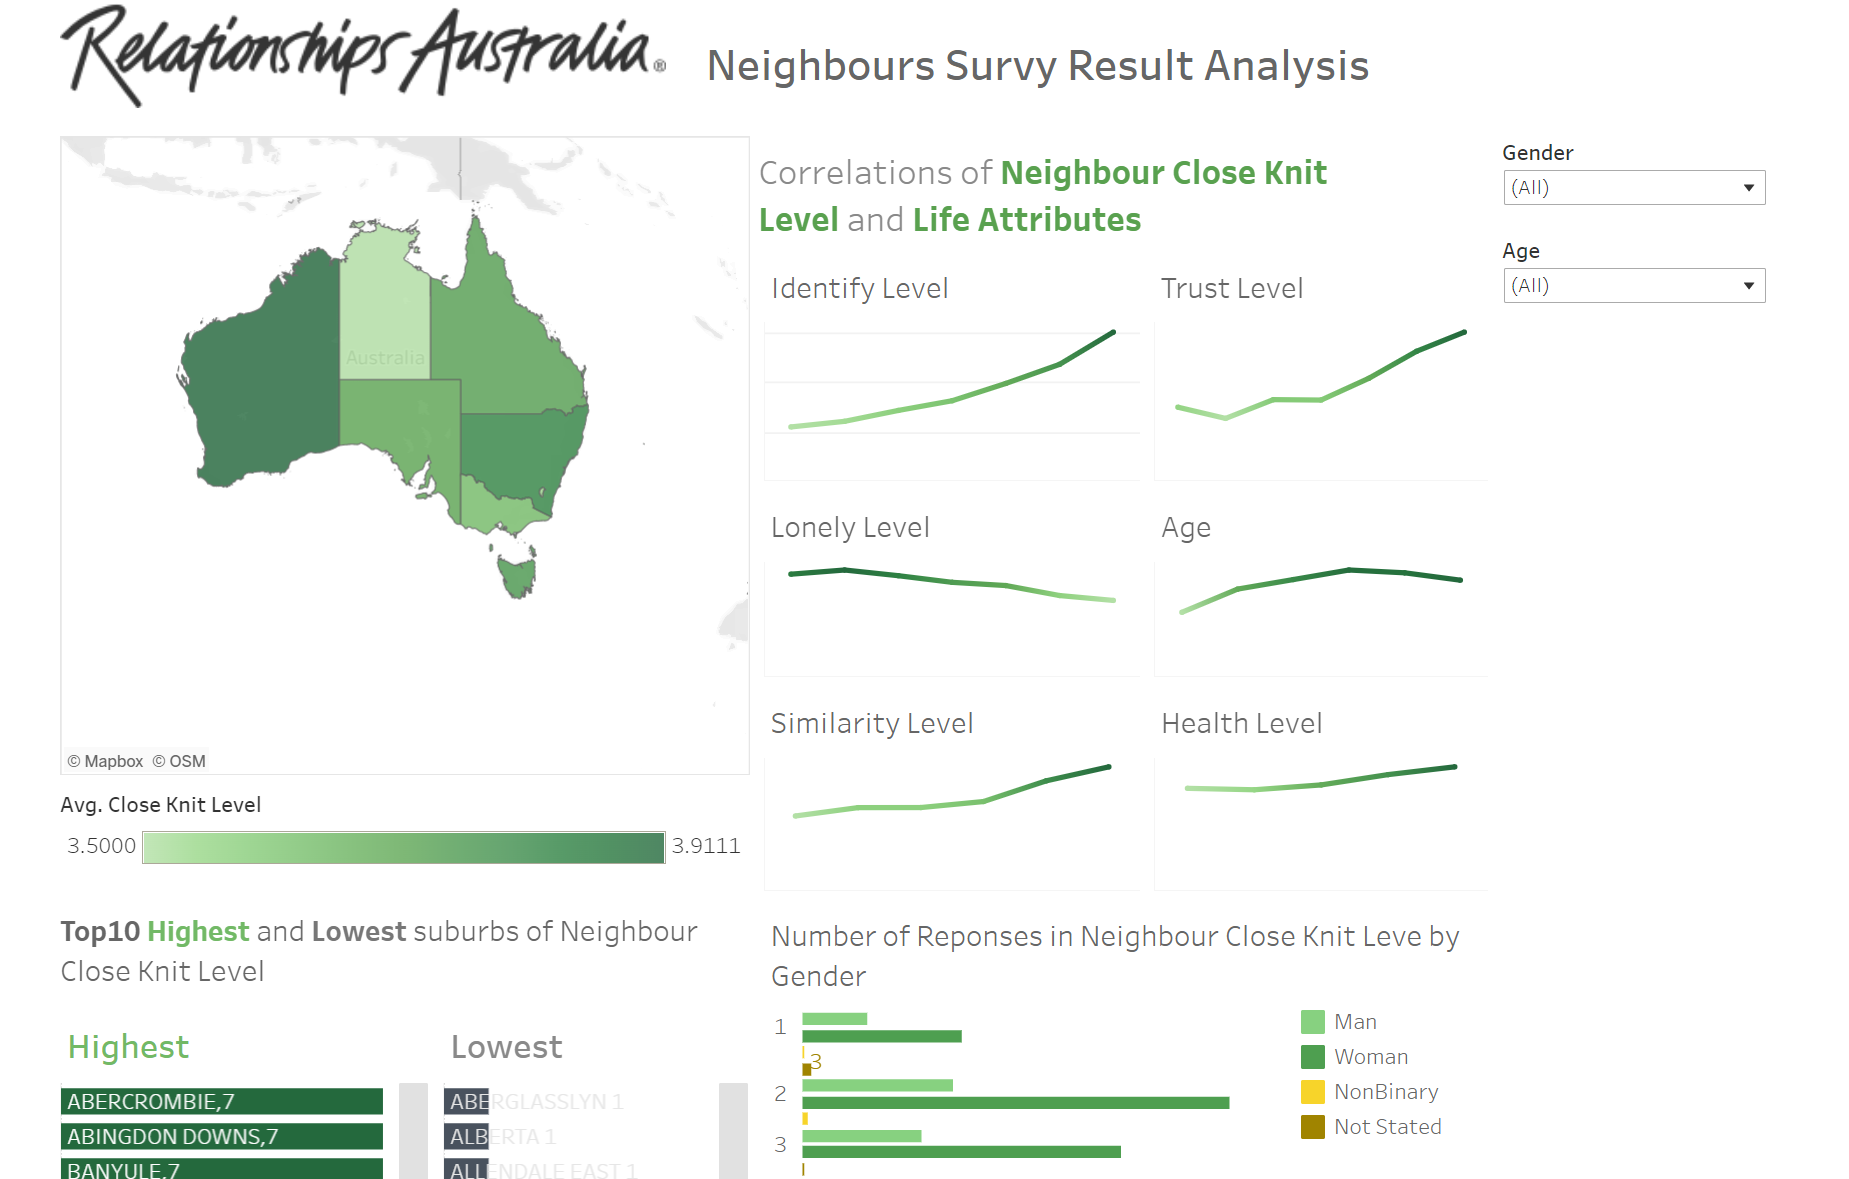 Relationships Australia®
Neighbours Survy Result Analysis
Australia
© Mapbox © OSM
Avg. Close Knit Level
3.5000
3.9111
Correlations of Neighbour Close Knit
Level and Life Attributes
Identify Level
Trust Level
Lonely Level
Age
Similarity Level
Health Level
Gender
(All)
Age
(All)
Top10 Highest and Lowest suburbs of Neighbour
Close Knit Level
Highest
ABERCROMBIE,7
ABINGDON DOWNS,7
BANYULE,7
Lowest
ABERGLASSLYN 1
ALBERTA 1
ALLENDALE EAST 1
Number of Reponses in Neighbour Close Knit Leve by
Gender
1
3
2
3
Man
Woman
NonBinary
Not Stated